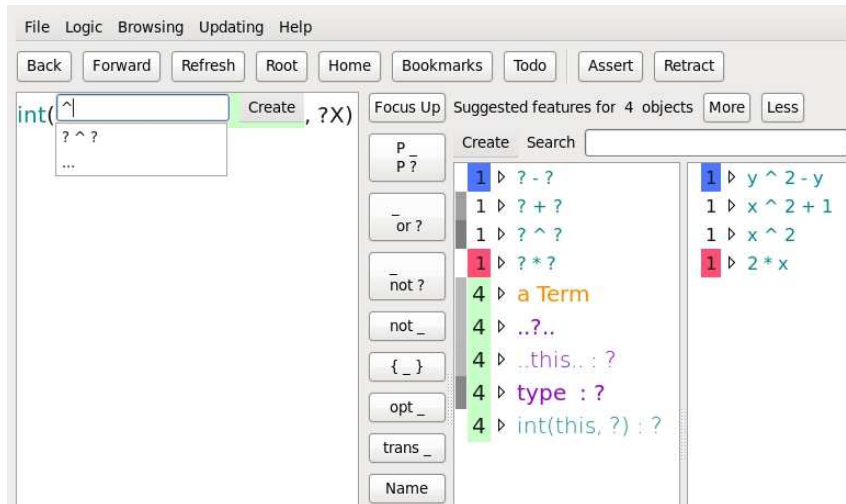 File Logic Browsing Updating Help
Back Forward Refresh Root Home Bookmarks Todo Assert Retract
int( ^ Create , ?X)
? ^ ?
...
Focus Up
P _
P ?
_
or ?
_
not ?
not _
{ _ }
opt _
trans _
Name
Suggested features for 4 objects More Less
Create Search
1 ? - ?
1 ? + ?
1 ? ^ ?
1 ? * ?
4 a Term
4 ..?..
4 ..this.. : ?
4 type : ?
4 int(this, ?) : ?
1 y ^ 2 - y
1 x ^ 2 + 1
1 x ^ 2
1 2 * x